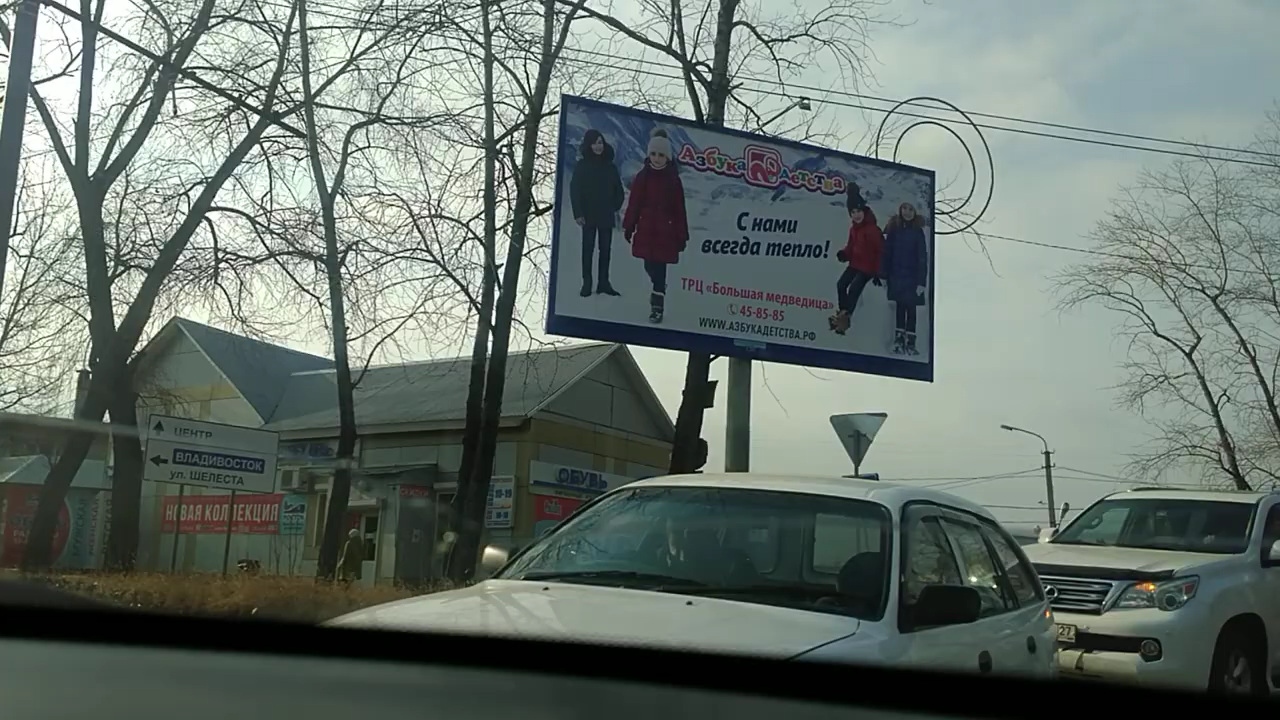 Азбука Детства
С нами
всегда тепло!
ТРЦ «Большая медведица»
45-85-85
WWW.АЗБУКАДЕТСТВА.РФ
ЦЕНТР
ВЛАДИВОСТОК
ул. ШЕЛЕСТА
НОВАЯ КОЛЛЕКЦИЯ
ОБУВЬ
27